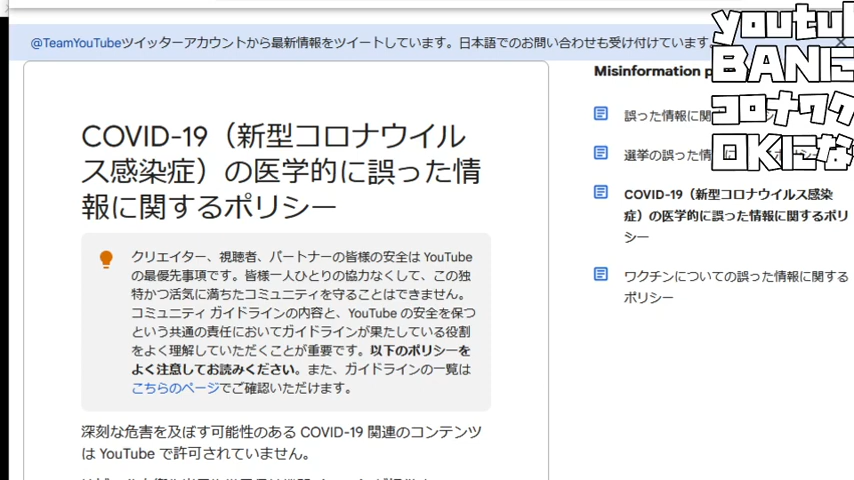 @TeamYouTubeツイッターアカウントから最新情報をツイートしています。日本語でのお問い合わせも受け付けています。
youtu
BANに
コロナワク
OKにな
COVID-19（新型コロナウイル
ス感染症）の医学的に誤った情
報に関するポリシー
クリエイター、視聴者、パートナーの皆様の安全は YouTube
の最優先事項です。皆様一人ひとりの協力なくして、この独
特かつ活気に満ちたコミュニティを守ることはできません。
コミュニティ ガイドラインの内容と、YouTube の安全を保つ
という共通の責任においてガイドラインが果たしている役割
をよく理解していただくことが重要です。以下のポリシーを
よく注意してお読みください。また、ガイドラインの一覧は
こちらのページでご確認いただけます。
深刻な危害を及ぼす可能性のある COVID-19 関連のコンテンツ
は YouTube で許可されていません。
Misinformation
誤った情報に関
選挙の誤った情
COVID-19（新型コロナウイルス感染
症）の医学的に誤った情報に関するポリ
シー
ワクチンについての誤った情報に関する
ポリシー